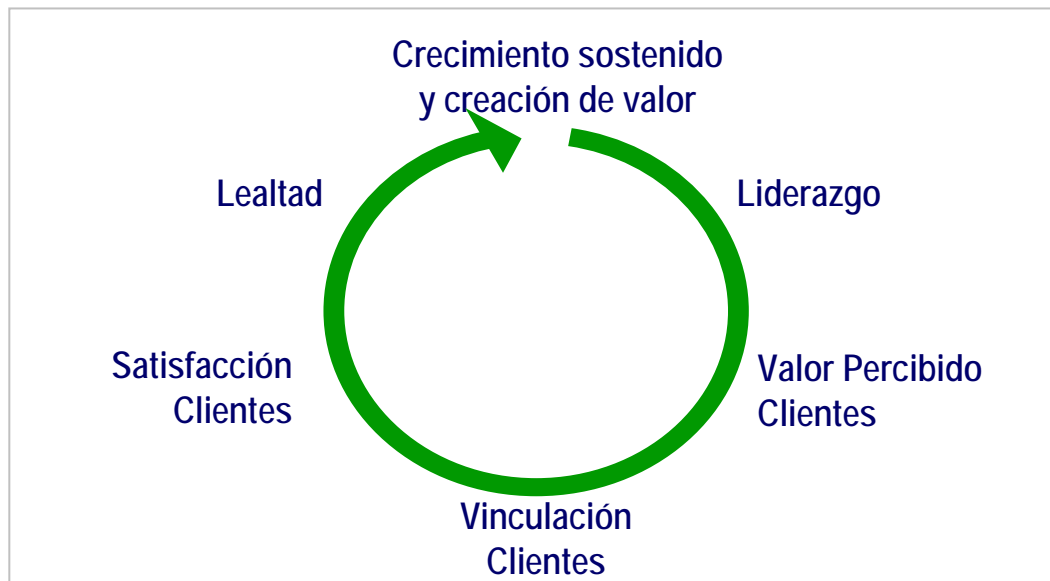 Crecimiento sostenido
y creación de valor
Lealtad
Liderazgo
Satisfacción
Clientes
Valor Percibido
Clientes
Vinculación
Clientes